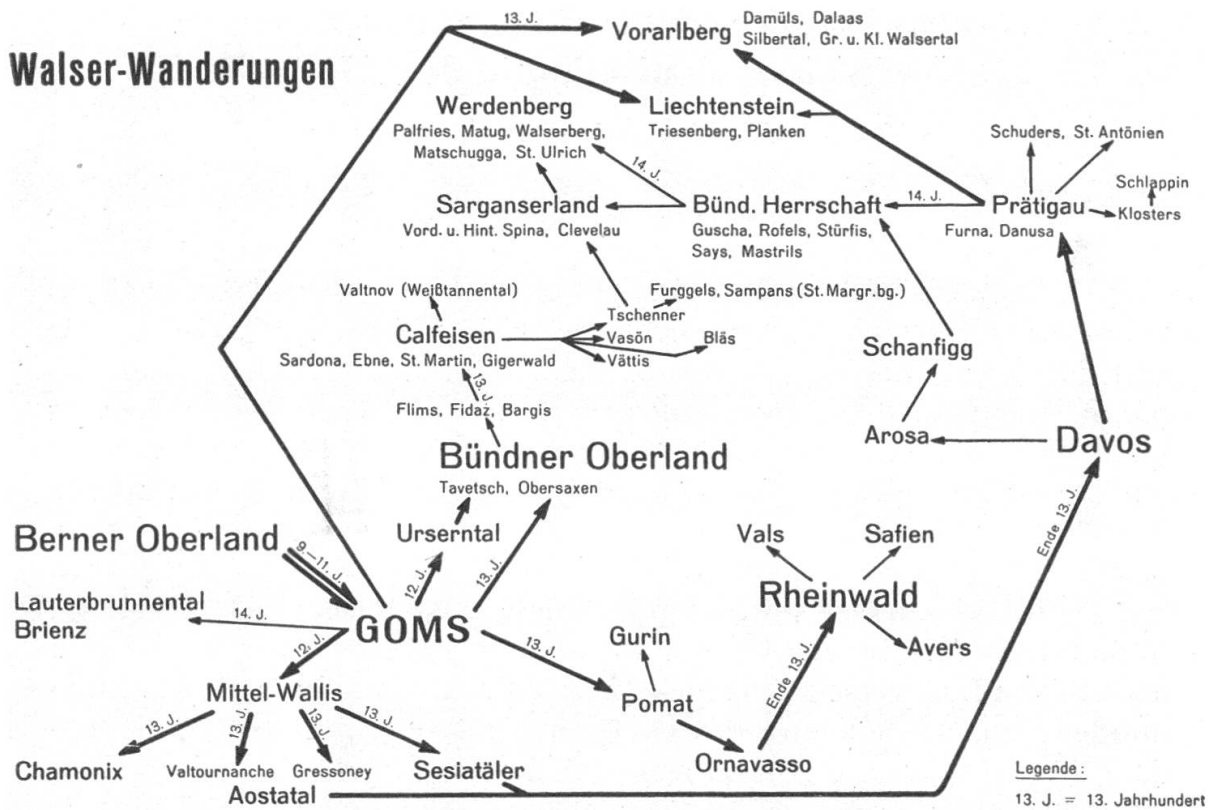 Walser-Wanderungen
13. J.
Vorarlberg
Damüls, Dalaas
Silbertal, Gr. u. Kl. Walsertal
Werdenberg
Palfries, Matug, Walserberg,
Matschugga, St. Ulrich
Liechtenstein
Triesenberg, Planken
Schuders, St. Antönien
Schlappin
Klosters
14. J.
Sarganserland
Vord. u. Hint. Spina, Clevelau
Bünd. Herrschaft
Guscha, Rofels, Stürfis,
Says, Mastrils
14. J.
Prätigau
Furna, Danusa
Valtnov (Weißtannental)
Furggels, Sampans (St. Margr.bg.)
Tschenner
Calfeisen
Sardona, Ebne, St. Martin, Gigerwald
Vasön
Bläs
Vättis
Schanfigg
13. J.
Flims, Fidaz, Bargis
Arosa
Davos
Bündner Oberland
Tavetsch, Obersaxen
Berner Oberland
9.–11. J.
Urserntal
12. J.
13. J.
Vals
Safien
Ende 13. J.
Rheinwald
Avers
Lauterbrunnental
Brienz
14. J.
GOMS
13. J.
Gurin
12. J.
Mittel-Wallis
Pomat
Ende 13. J.
13. J.
13. J.
13. J.
13. J.
Chamonix
Valtournanche
Gressoney
Sesiatäler
Ornavasso
Aostatal
Legende:
13. J. = 13. Jahrhundert